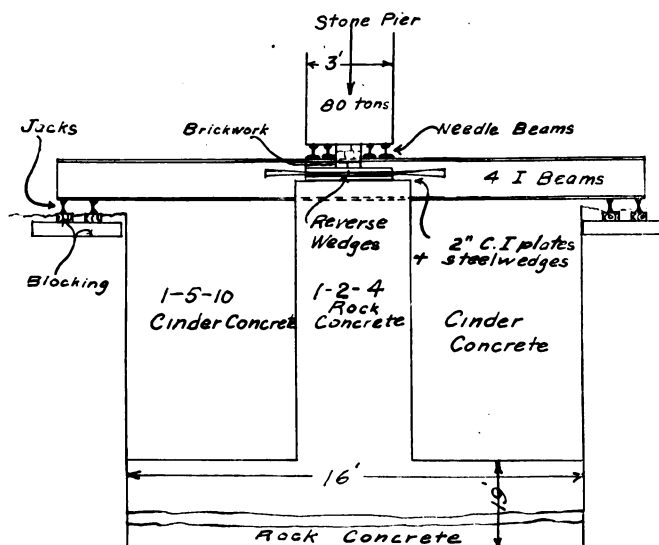 Stone Pier
3'
80 tons
Jacks
Brickwork
Needle Beams
4 I Beams
Reverse
Wedges
2" C.I plates
+ steel wedges
Blocking
1-5-10
Cinder Concrete
1-2-4
Rock
Concrete
Cinder
Concrete
16'
19'
Rock Concrete